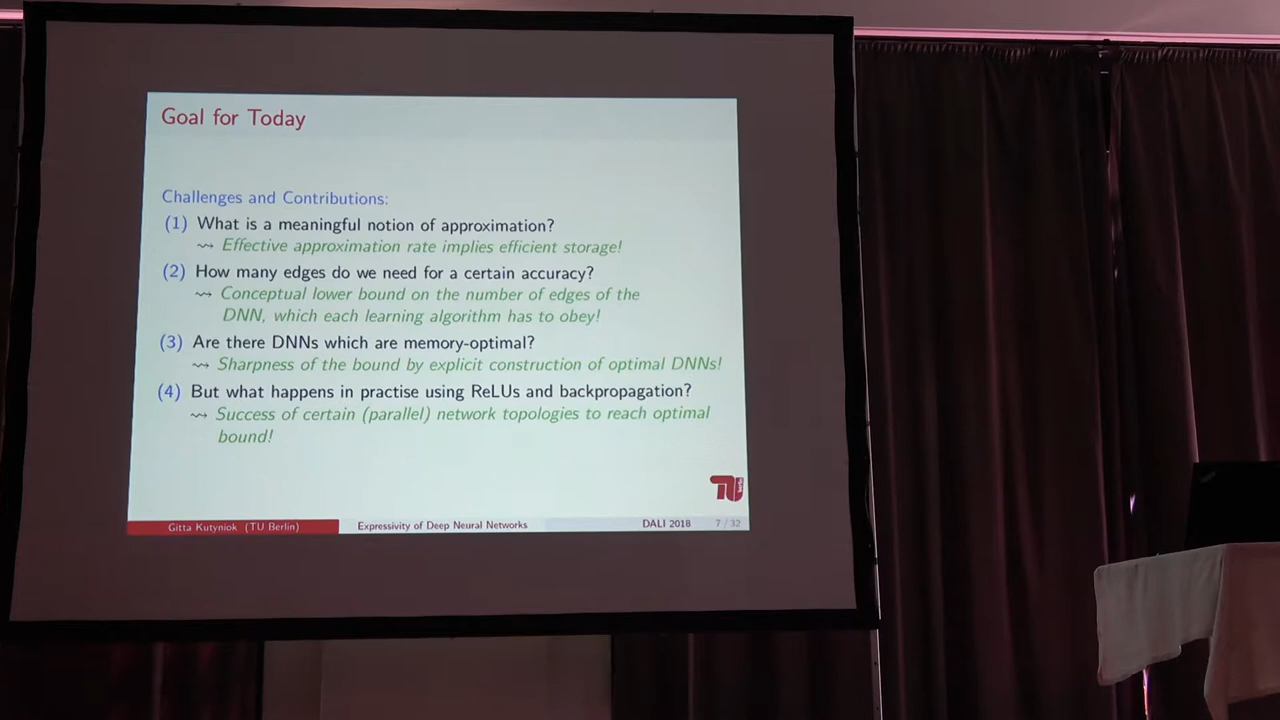 Goal for Today
Challenges and Contributions:
(1) What is a meaningful notion of approximation?
⇝ Effective approximation rate implies efficient storage!
(2) How many edges do we need for a certain accuracy?
⇝ Conceptual lower bound on the number of edges of the
DNN, which each learning algorithm has to obey!
(3) Are there DNNs which are memory-optimal?
⇝ Sharpness of the bound by explicit construction of optimal DNNs!
(4) But what happens in practise using ReLUs and backpropagation?
⇝ Success of certain (parallel) network topologies to reach optimal
bound!
Gitta Kutyniok (TU Berlin) Expressivity of Deep Neural Networks DALI 2018 7 / 32